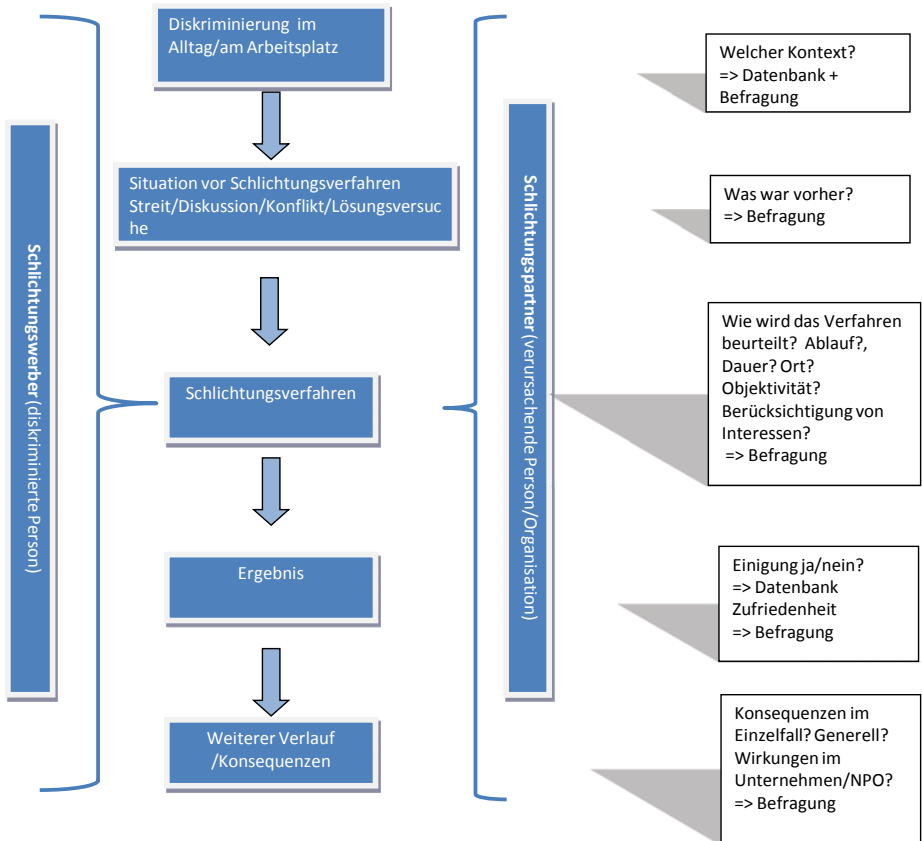 Schlichtungswerber (diskriminierte Person)
Diskriminierung im
Alltag/am Arbeitsplatz
Situation vor Schlichtungsverfahren
Streit/Diskussion/Konflikt/Lösungsversuc
he
Schlichtungsverfahren
Ergebnis
Weiterer Verlauf
/Konsequenzen
Schlichtungspartner (verursachende Person/Organisation)
Welcher Kontext?
=> Datenbank +
Befragung
Was war vorher?
=> Befragung
Wie wird das Verfahren
beurteilt? Ablauf?,
Dauer? Ort?
Objektivität?
Berücksichtigung von
Interessen?
=> Befragung
Einigung ja/nein?
=> Datenbank
Zufriedenheit
=> Befragung
Konsequenzen im
Einzelfall? Generell?
Wirkungen im
Unternehmen/NPO?
=> Befragung